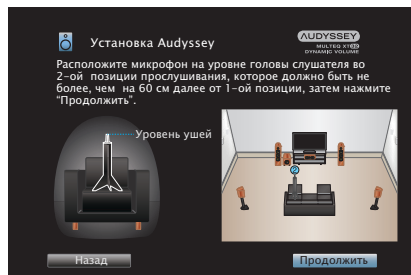 Установка Audyssey
AUDYSSEY
MULTEQ XT32
DYNAMIC VOLUME
Расположите микрофон на уровне головы слушателя во
2-ой позиции прослушивания, которое должно быть не
более, чем на 60 см далее от 1-ой позиции, затем нажмите
“Продолжить”.
Уровень ушей
2
Назад
Продолжить